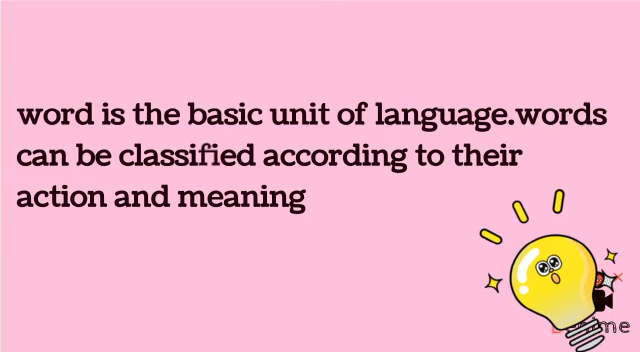 word is the basic unit of language.words
can be classified according to their
action and meaning